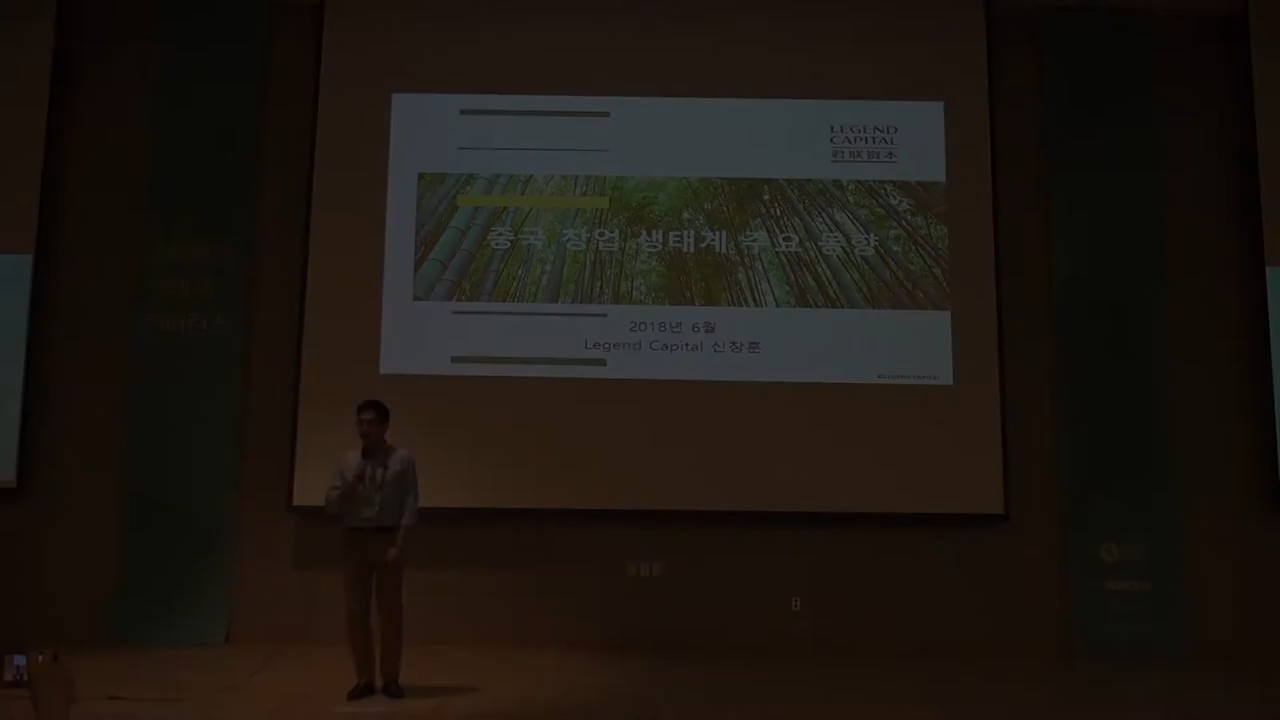 LEGEND
CAPITAL
君联资本
중국 창업 생태계 주요 동향
2018년 6월
Legend Capital 신창훈